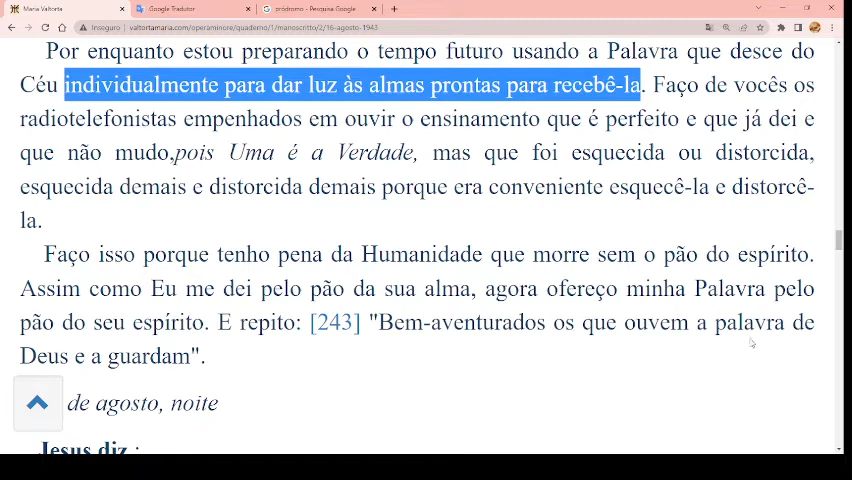 Maria Valtorta
Google Tradutor
pródromo - Pesquisa Google
Inseguro | valtortamaria.com/operaminore/quaderno/1/manoscritto/2/16-agosto-1943
Por enquanto estou preparando o tempo futuro usando a Palavra que desce do
Céu individualmente para dar luz às almas prontas para recebê-la. Faço de vocês os
radiotelefonistas empenhados em ouvir o ensinamento que é perfeito e que já dei e
que não mudo,pois Uma é a Verdade, mas que foi esquecida ou distorcida,
esquecida demais e distorcida demais porque era conveniente esquecê-la e distorcê-
la.
Faço isso porque tenho pena da Humanidade que morre sem o pão do espírito.
Assim como Eu me dei pelo pão da sua alma, agora ofereço minha Palavra pelo
pão do seu espírito. E repito: [243] "Bem-aventurados os que ouvem a palavra de
Deus e a guardam".
de agosto, noite
Jesus diz :